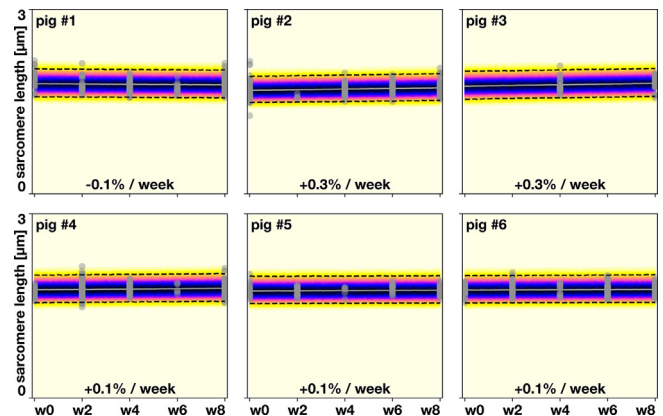 3
0 sarcomere length [µm]
pig #1
-0.1% / week
pig #2
+0.3% / week
pig #3
+0.3% / week
3
0 sarcomere length [µm]
pig #4
+0.1% / week
pig #5
+0.1% / week
pig #6
+0.1% / week
w0 w2 w4 w6 w8
w0 w2 w4 w6 w8
w0 w2 w4 w6 w8